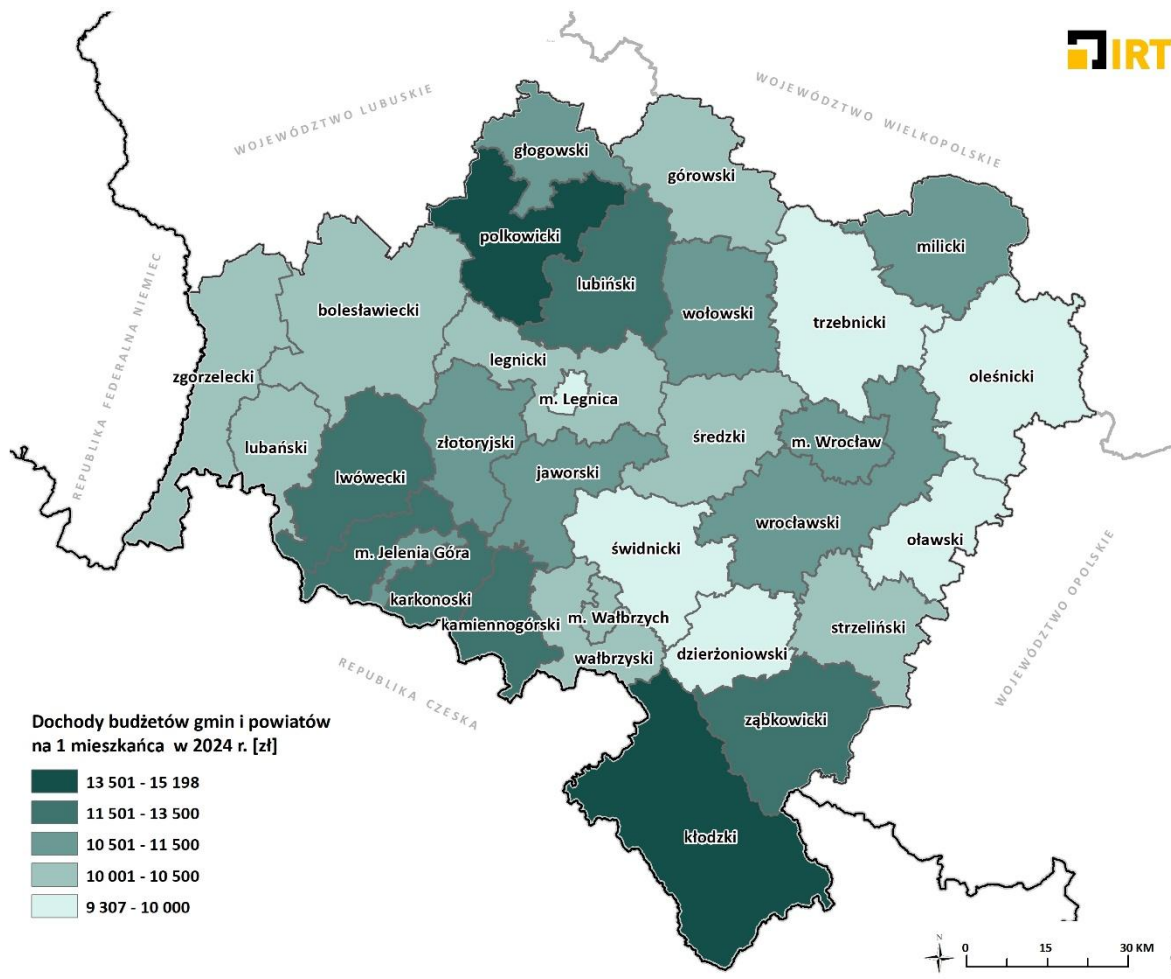 IRT
WOJEWÓDZTWO LUBUSKIE
WOJEWÓDZTWO WIELKOPOLSKIE
REPUBLIKA FEDERALNA NIEMIEC
głogowski
górowski
polkowicki
milicki
lubiński
bolesławiecki
wołowski
trzebnicki
legnicki
zgorzelecki
oleśnicki
m. Legnica
lubański
złotoryjski
średzki
m. Wrocław
lwówecki
jaworski
wrocławski
m. Jelenia Góra
świdnicki
oławski
karkonoski
kamiennogórski
m. Wałbrzych
strzeliński
wałbrzyski
dzierżoniowski
WOJEWÓDZTWO OPOLSKIE
REPUBLIKA CZESKA
ząbkowicki
kłodzki
Dochody budżetów gmin i powiatów
na 1 mieszkańca w 2024 r. [zł]
13 501 - 15 198
11 501 - 13 500
10 501 - 11 500
10 001 - 10 500
9 307 - 10 000
N
0 15 30 KM